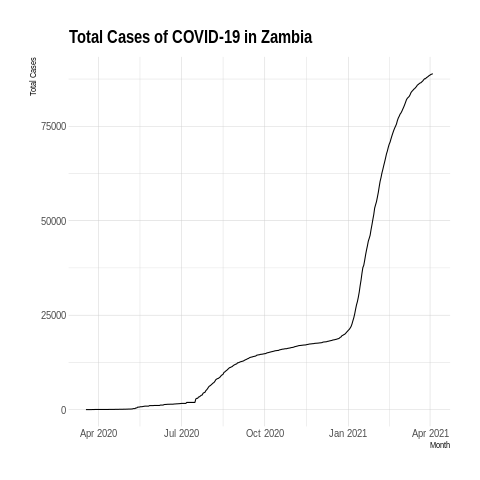 Total Cases of COVID-19 in Zambia
Total Cases
75000
50000
25000
0
Apr 2020 Jul 2020 Oct 2020 Jan 2021 Apr 2021
Month